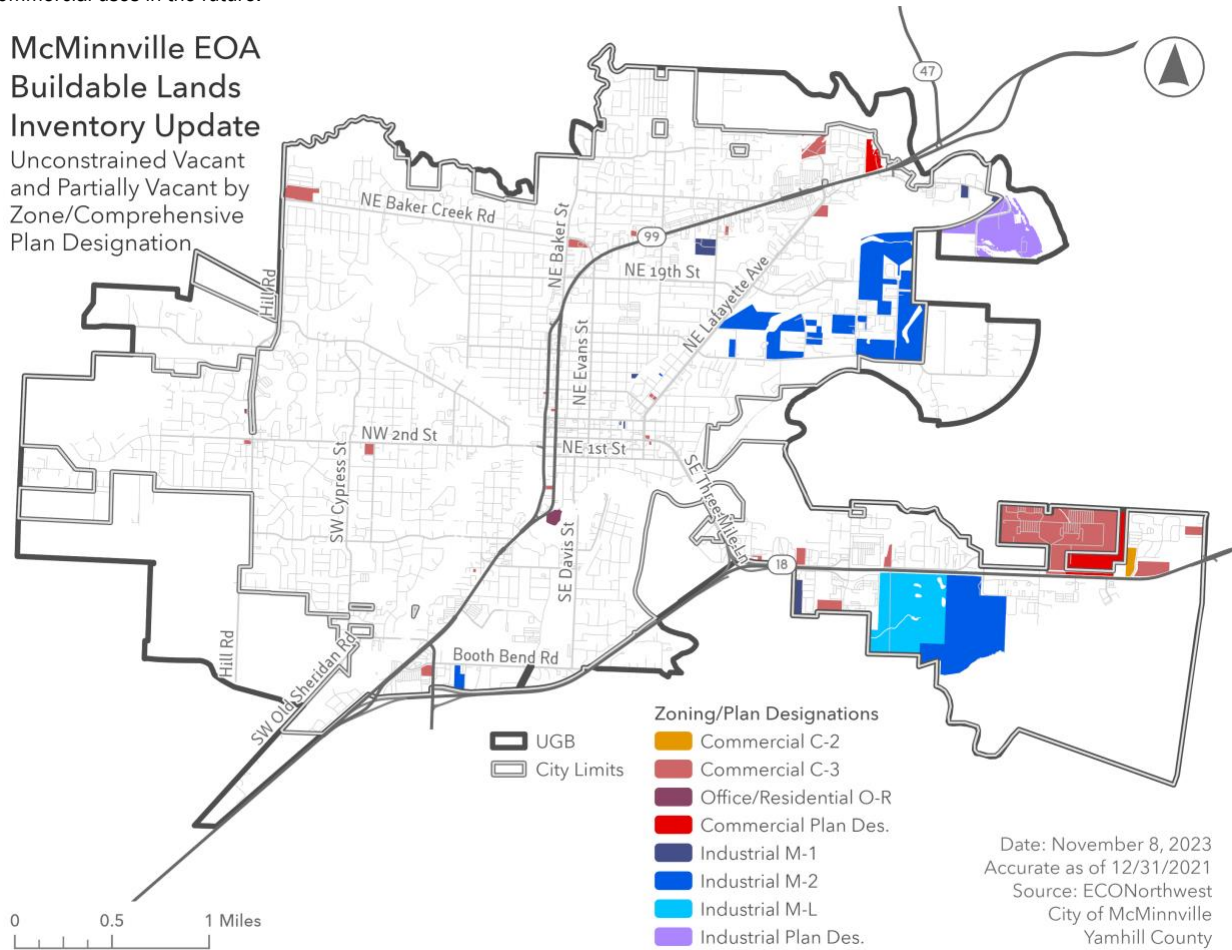 commercial uses in the future.
McMinnville EOA
Buildable Lands
Inventory Update
Unconstrained Vacant
and Partially Vacant by
Zone/Comprehensive
Plan Designation
47
NE Baker Creek Rd
NE Baker St
99
NE 19th St
NE Lafayette Ave
Hill Rd
NE Evans St
NW 2nd St
NE 1st St
SW Cypress St
SE Three Mile Ln
SE Davis St
18
Hill Rd
SW Old Sheridan Rd
Booth Bend Rd
UGB
City Limits
Zoning/Plan Designations
Commercial C-2
Commercial C-3
Office/Residential O-R
Commercial Plan Des.
Industrial M-1
Industrial M-2
Industrial M-L
Industrial Plan Des.
Date: November 8, 2023
Accurate as of 12/31/2021
Source: ECONorthwest
City of McMinnville
Yamhill County
0 0.5 1 Miles